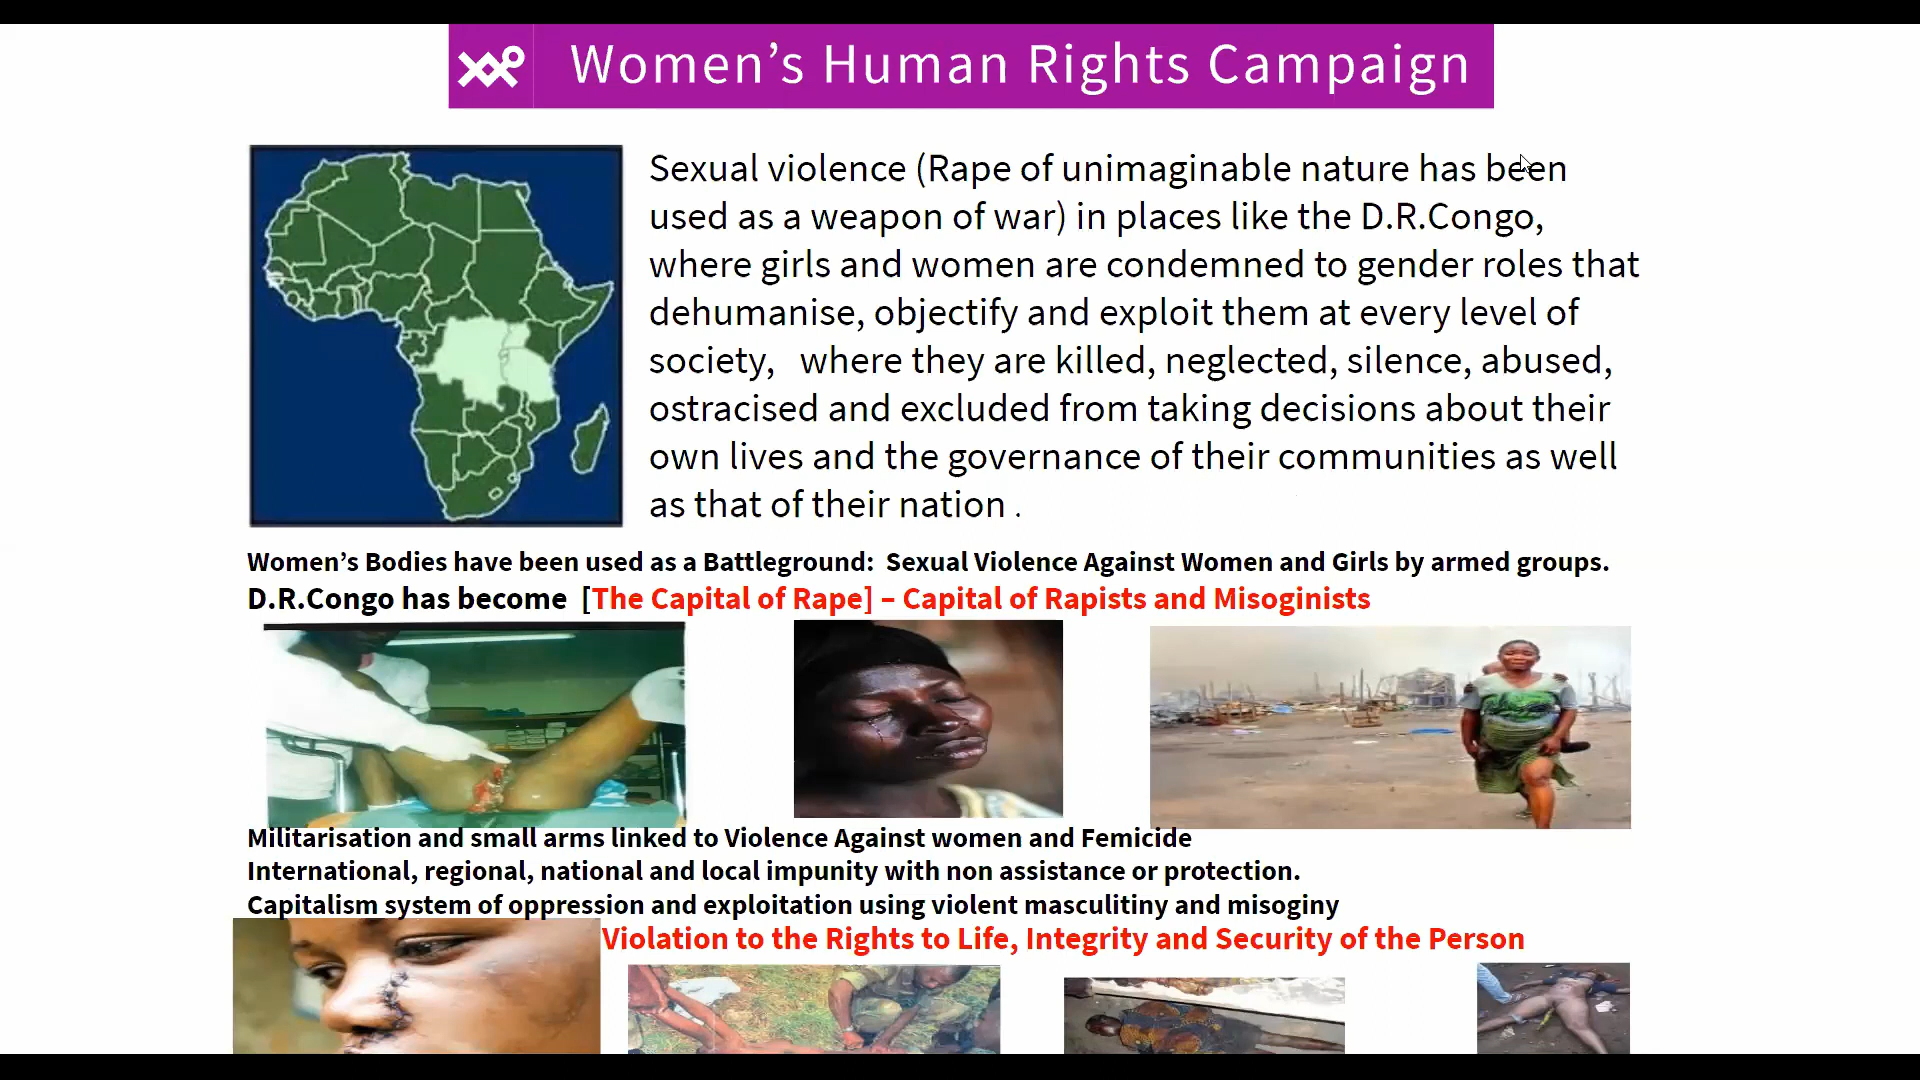 Women’s Human Rights Campaign
Sexual violence (Rape of unimaginable nature has been
used as a weapon of war) in places like the D.R.Congo,
where girls and women are condemned to gender roles that
dehumanise, objectify and exploit them at every level of
society,   where they are killed, neglected, silence, abused,
ostracised and excluded from taking decisions about their
own lives and the governance of their communities as well
as that of their nation .
Women’s Bodies have been used as a Battleground:  Sexual Violence Against Women and Girls by armed groups.
D.R.Congo has become  [The Capital of Rape] – Capital of Rapists and Misoginists
Militarisation and small arms linked to Violence Against women and Femicide
International, regional, national and local impunity with non assistance or protection.
Capitalism system of oppression and exploitation using violent masculitiny and misoginy
Violation to the Rights to Life, Integrity and Security of the Person